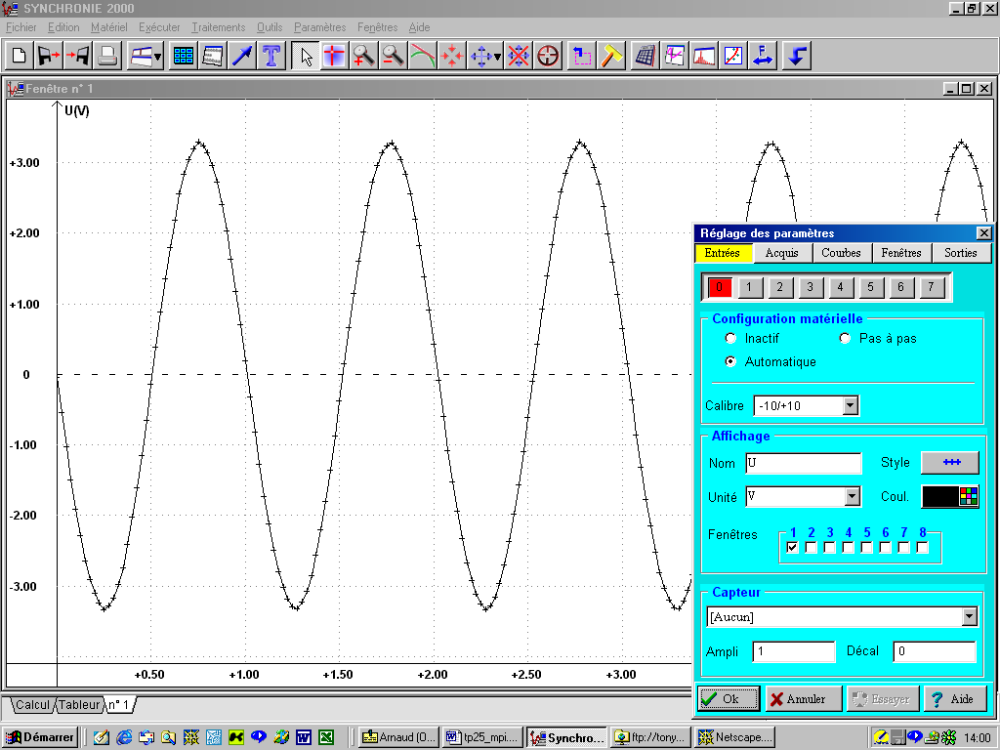 SYNCHRONIE 2000
Fichier Edition Matériel Exécuter Traitements Outils Paramètres Fenêtres Aide
Fenêtre n° 1
U(V)
+3.00
+2.00
+1.00
0
-1.00
-2.00
-3.00
+0.50 +1.00 +1.50 +2.00 +2.50 +3.00
Réglage des paramètres
Entrées Acquis Courbes Fenêtres Sorties
0 1 2 3 4 5 6 7
Configuration matérielle
Inactif Pas à pas
Automatique
Calibre -10/+10
Affichage
Nom U Style +++
Unité V Coul.
Fenêtres 1 2 3 4 5 6 7 8
Capteur
[Aucun]
Ampli 1 Décal 0
Ok Annuler Essayer ? Aide
Calcul Tableur n° 1
Démarrer Arnaud (O... tp25_mpi.... Synchro... ftp://tony... Netscape... 14:00